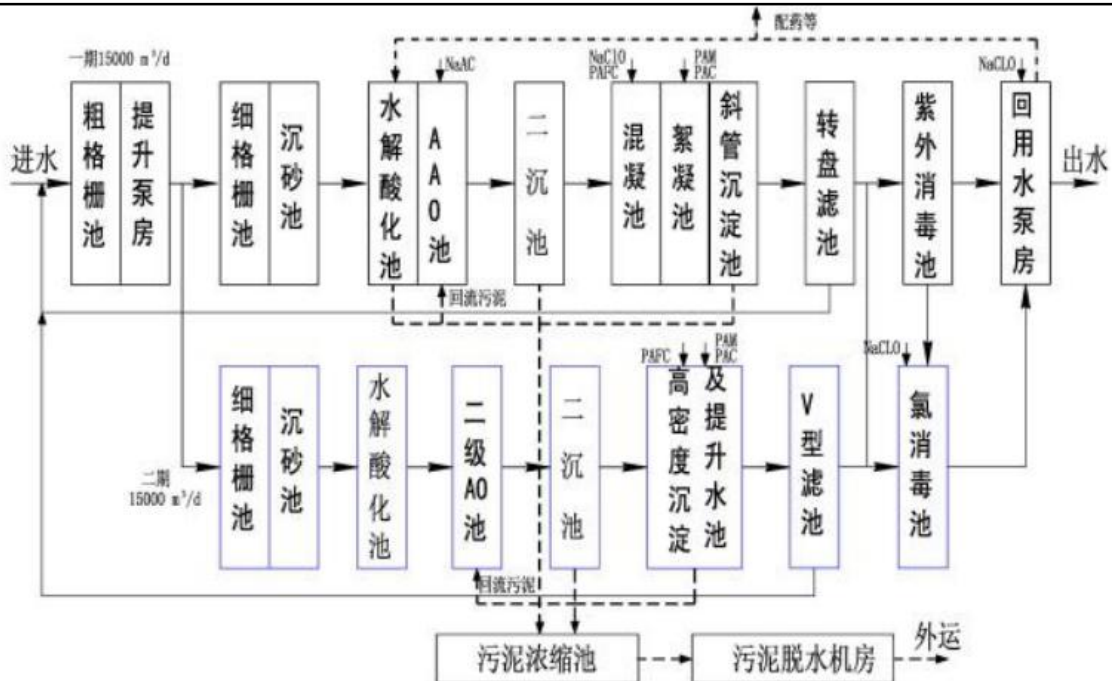 配药等
一期15000 m³/d
粗格栅池
提升泵房
细格栅池
沉砂池
水解酸化池
NaAC
AAO池
二沉池
NaClO
PAFC
混凝池
PAM
PAC
絮凝池
斜管沉淀池
转盘滤池
紫外消毒池
NaCLO
回用水泵房
进水
出水
回流污泥
二期
15000 m³/d
细格栅池
沉砂池
水解酸化池
二级AO池
二沉池
PAFC
PAM
PAC
高密度沉淀
及提升水池
V型滤池
NaCLO
氯消毒池
回流污泥
污泥浓缩池
污泥脱水机房
外运